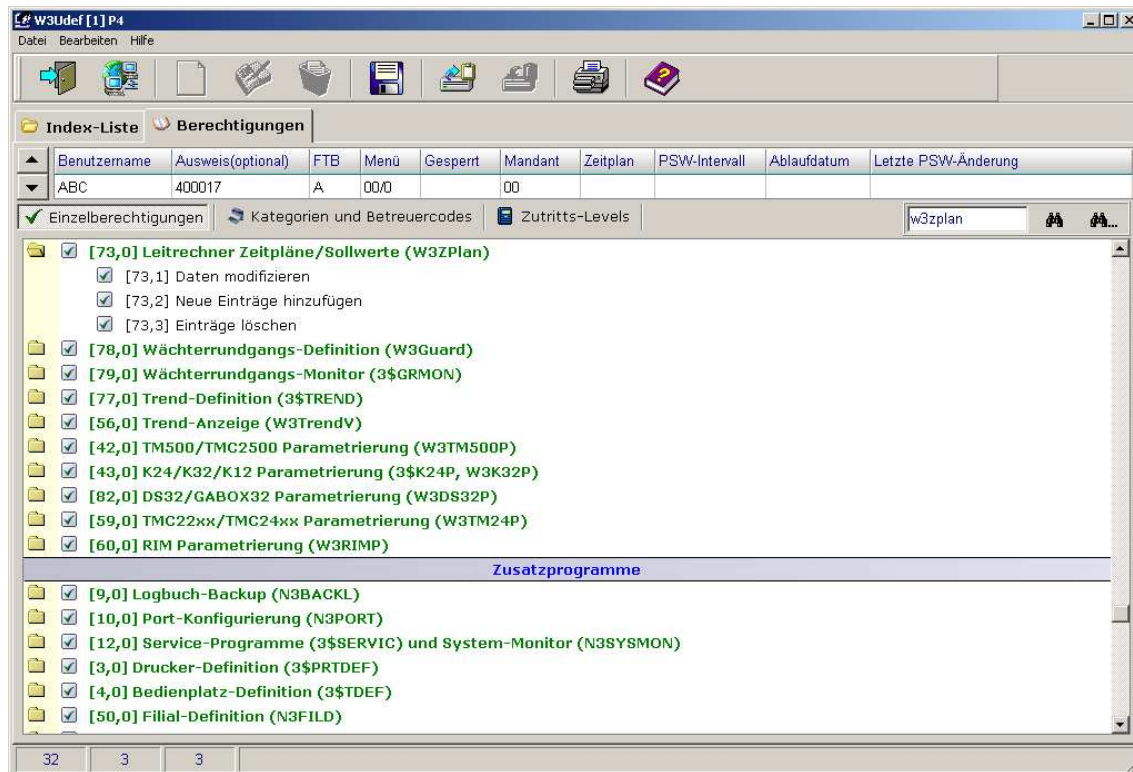 W3Udef [1] P4
Datei Bearbeiten Hilfe
Index-Liste Berechtigungen
Benutzername Ausweis(optional) FTB Menü Gesperrt Mandant Zeitplan PSW-Intervall Ablaufdatum Letzte PSW-Änderung
ABC 400017 A 00/0 00
Einzelberechtigungen Kategorien und Betreuercodes Zutritts-Levels w3zplan ...
[73,0] Leitrechner Zeitpläne/Sollwerte (W3ZPlan)
[73,1] Daten modifizieren
[73,2] Neue Einträge hinzufügen
[73,3] Einträge löschen
[78,0] Wächterrundgangs-Definition (W3Guard)
[79,0] Wächterrundgangs-Monitor (3$GRMON)
[77,0] Trend-Definition (3$TREND)
[56,0] Trend-Anzeige (W3TrendV)
[42,0] TM500/TMC2500 Parametrierung (W3TM500P)
[43,0] K24/K32/K12 Parametrierung (3$K24P, W3K32P)
[82,0] DS32/GABOX32 Parametrierung (W3DS32P)
[59,0] TMC22xx/TMC24xx Parametrierung (W3TM24P)
[60,0] RIM Parametrierung (W3RIMP)
Zusatzprogramme
[9,0] Logbuch-Backup (N3BACKL)
[10,0] Port-Konfigurierung (N3PORT)
[12,0] Service-Programme (3$SERVIC) und System-Monitor (N3SYSMON)
[3,0] Drucker-Definition (3$PRTDEF)
[4,0] Bedienplatz-Definition (3$TDEF)
[50,0] Filial-Definition (N3FILD)
32 3 3